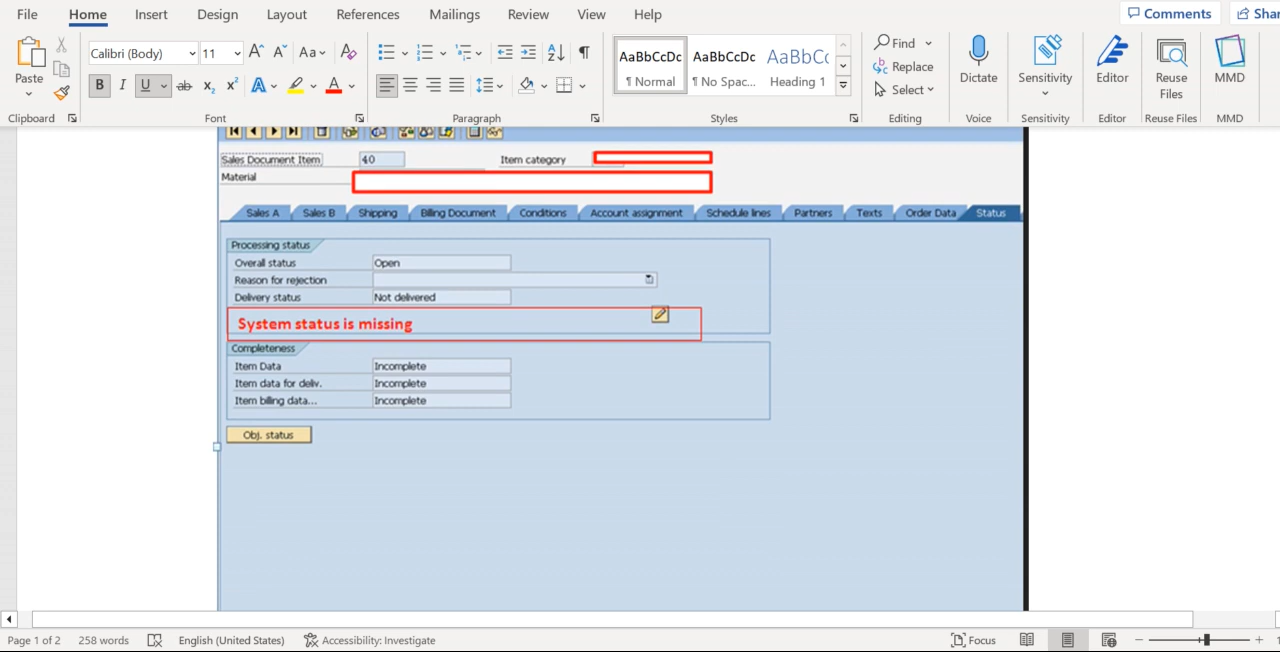 File Home Insert Design Layout References Mailings Review View Help Comments
Calibri (Body) 11 Aa AaBbCcDc AaBbCcDc AaBbCc Find
Paste Replace Dictate Sensitivity Editor Reuse Files MMD
B I U ab x2 x2 A A ¶ Normal ¶ No Spac... Heading 1 Select
Clipboard Font Paragraph Styles Editing Voice Sensitivity Editor Reuse Files MMD
Sales Document Item 40 Item category
Material
Sales A Sales B Shipping Billing Document Conditions Account assignment Schedule lines Partners Texts Order Data Status
Processing status
Overall status Open
Reason for rejection
Delivery status Not delivered
System status is missing
Completeness
Item Data Incomplete
Item data for deliv. Incomplete
Item billing data... Incomplete
Obj. status
Page 1 of 2 258 words English (United States) Accessibility: Investigate Focus